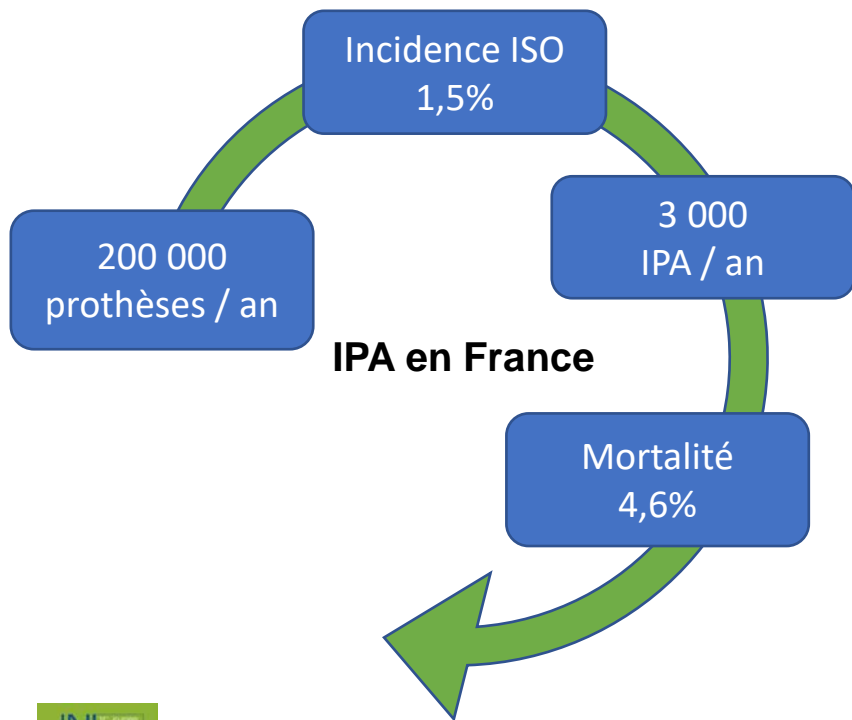 Incidence ISO
1,5%
200 000
prothèses / an
3 000
IPA / an
IPA en France
Mortalité
4,6%